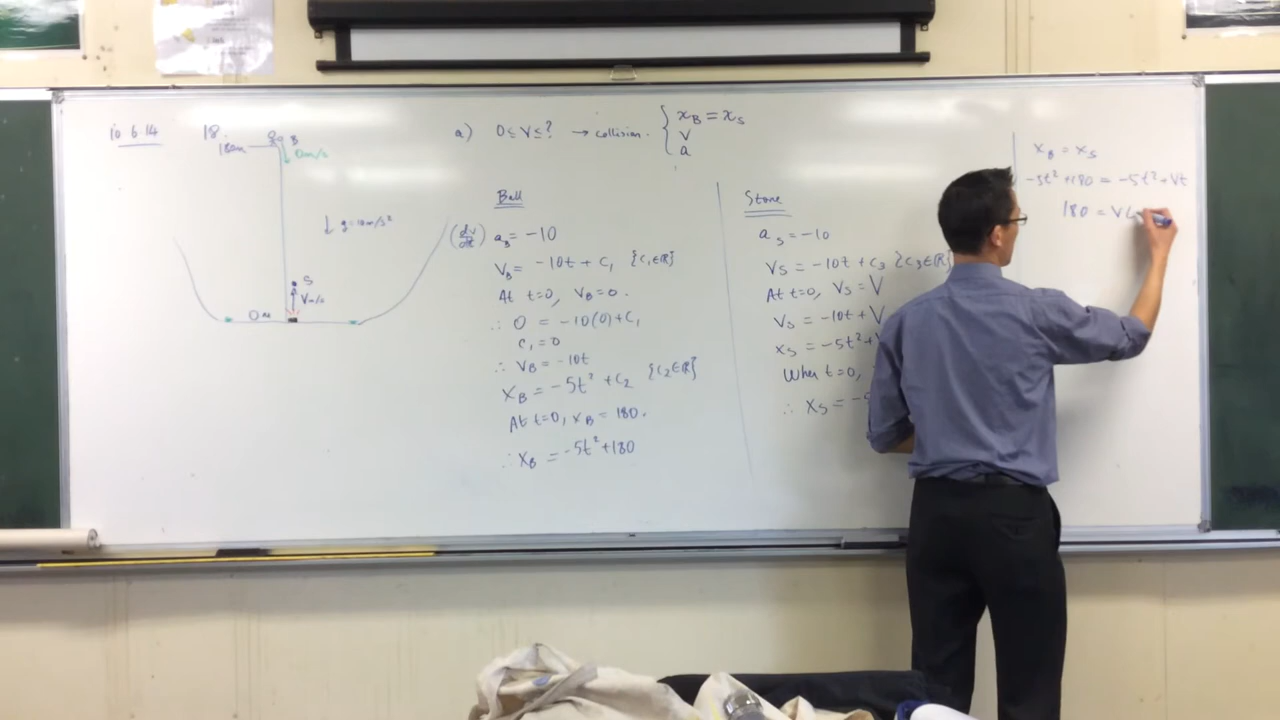 10.6.14
18.
B
180m
0m/s
↓ g=10m/s²
S
Vm/s
0m
a) 0 ≤ V ≤ ? → collision. { x_B = x_S
V
a
Ball
(dv/dt) a_B = -10
V_B = -10t + C₁ {C₁∈ℝ}
At t=0, V_B=0.
∴ 0 = -10(0)+C₁
C₁=0
∴ V_B = -10t
x_B = -5t² + C₂ {C₂∈ℝ}
At t=0, x_B = 180.
∴ x_B = -5t²+180
Stone
a_S = -10
V_S = -10t + C₃ {C₃∈ℝ}
At t=0, V_S = V
V_S = -10t + V
x_S = -5t² +
When t=0,
∴ x_S = -
x_B = x_S
-5t² + 180 = -5t² + Vt
180 = V